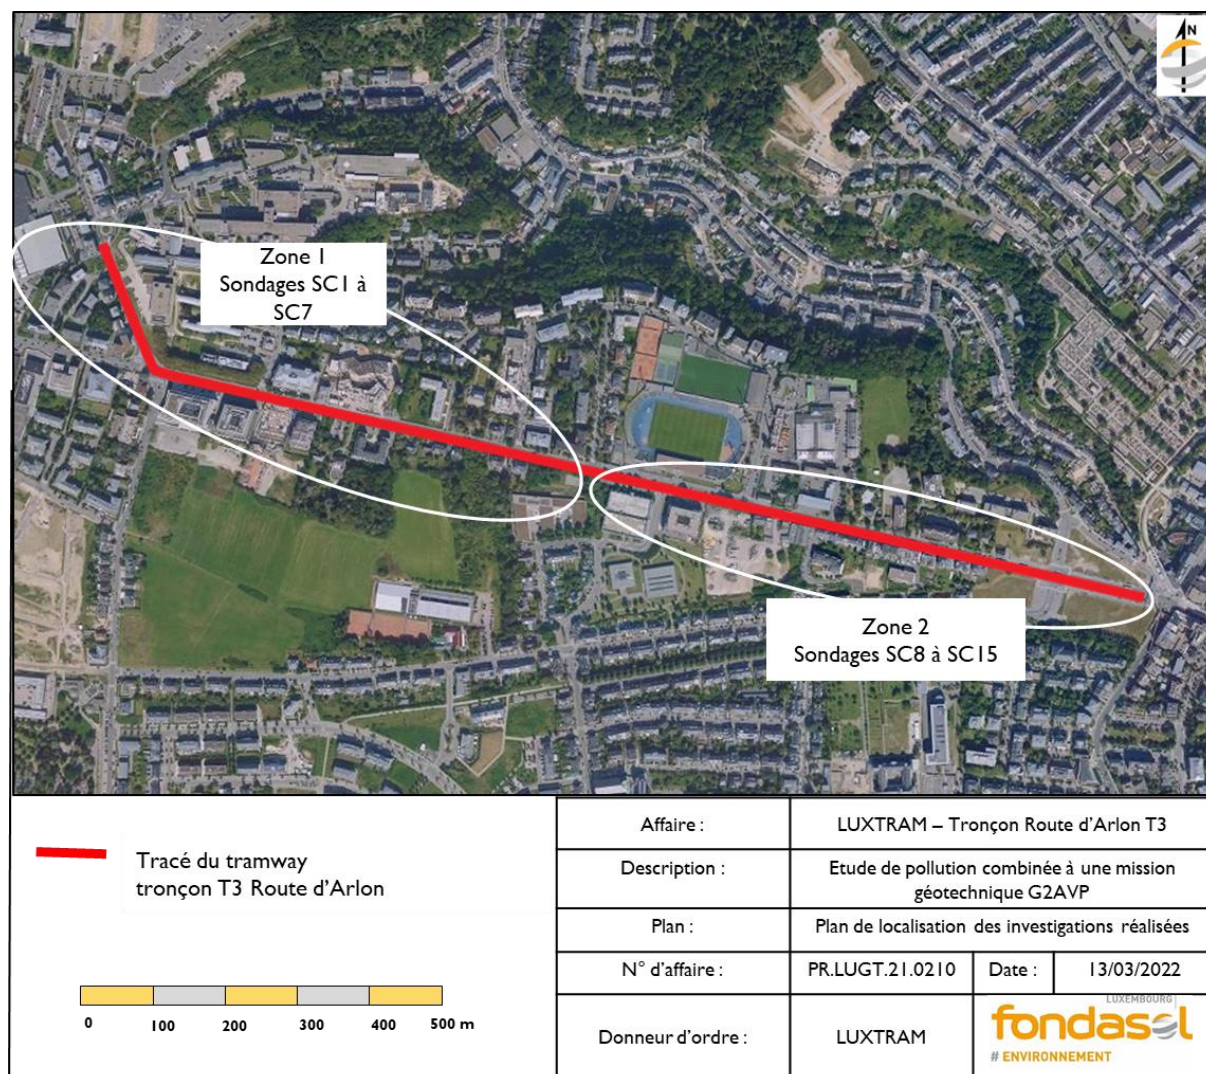 N
Zone 1
Sondages SC1 à
SC7
Zone 2
Sondages SC8 à SC15
Tracé du tramway
tronçon T3 Route d'Arlon
0 100 200 300 400 500 m
Affaire : LUXTRAM – Tronçon Route d'Arlon T3
Description : Etude de pollution combinée à une mission
géotechnique G2AVP
Plan : Plan de localisation des investigations réalisées
N° d'affaire : PR.LUGT.21.0210 Date : 13/03/2022
Donneur d'ordre : LUXTRAM
LUXEMBOURG
fondasol
# ENVIRONNEMENT